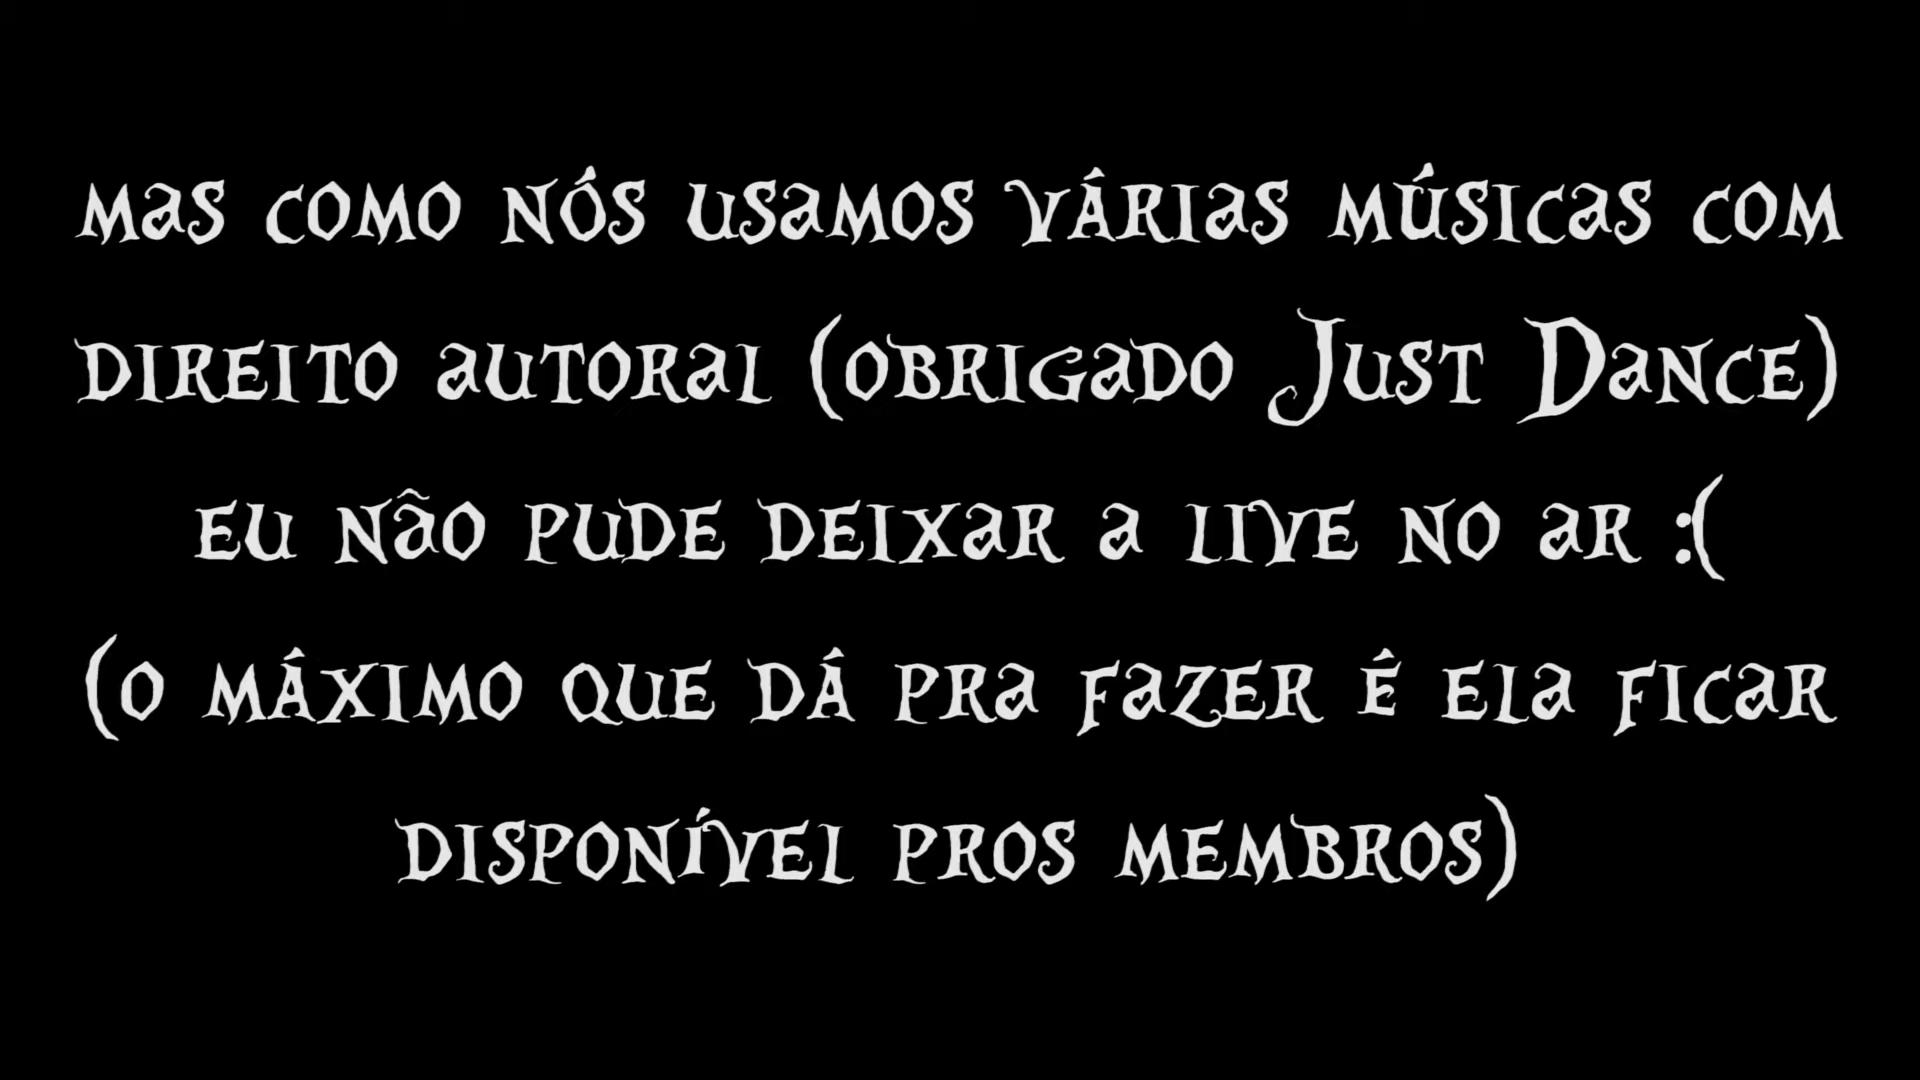 mas como nós usamos várias músicas com
direito autoral (obrigado Just Dance)
eu não pude deixar a live no ar :(
(o máximo que dá pra fazer é ela ficar
disponível pros membros)